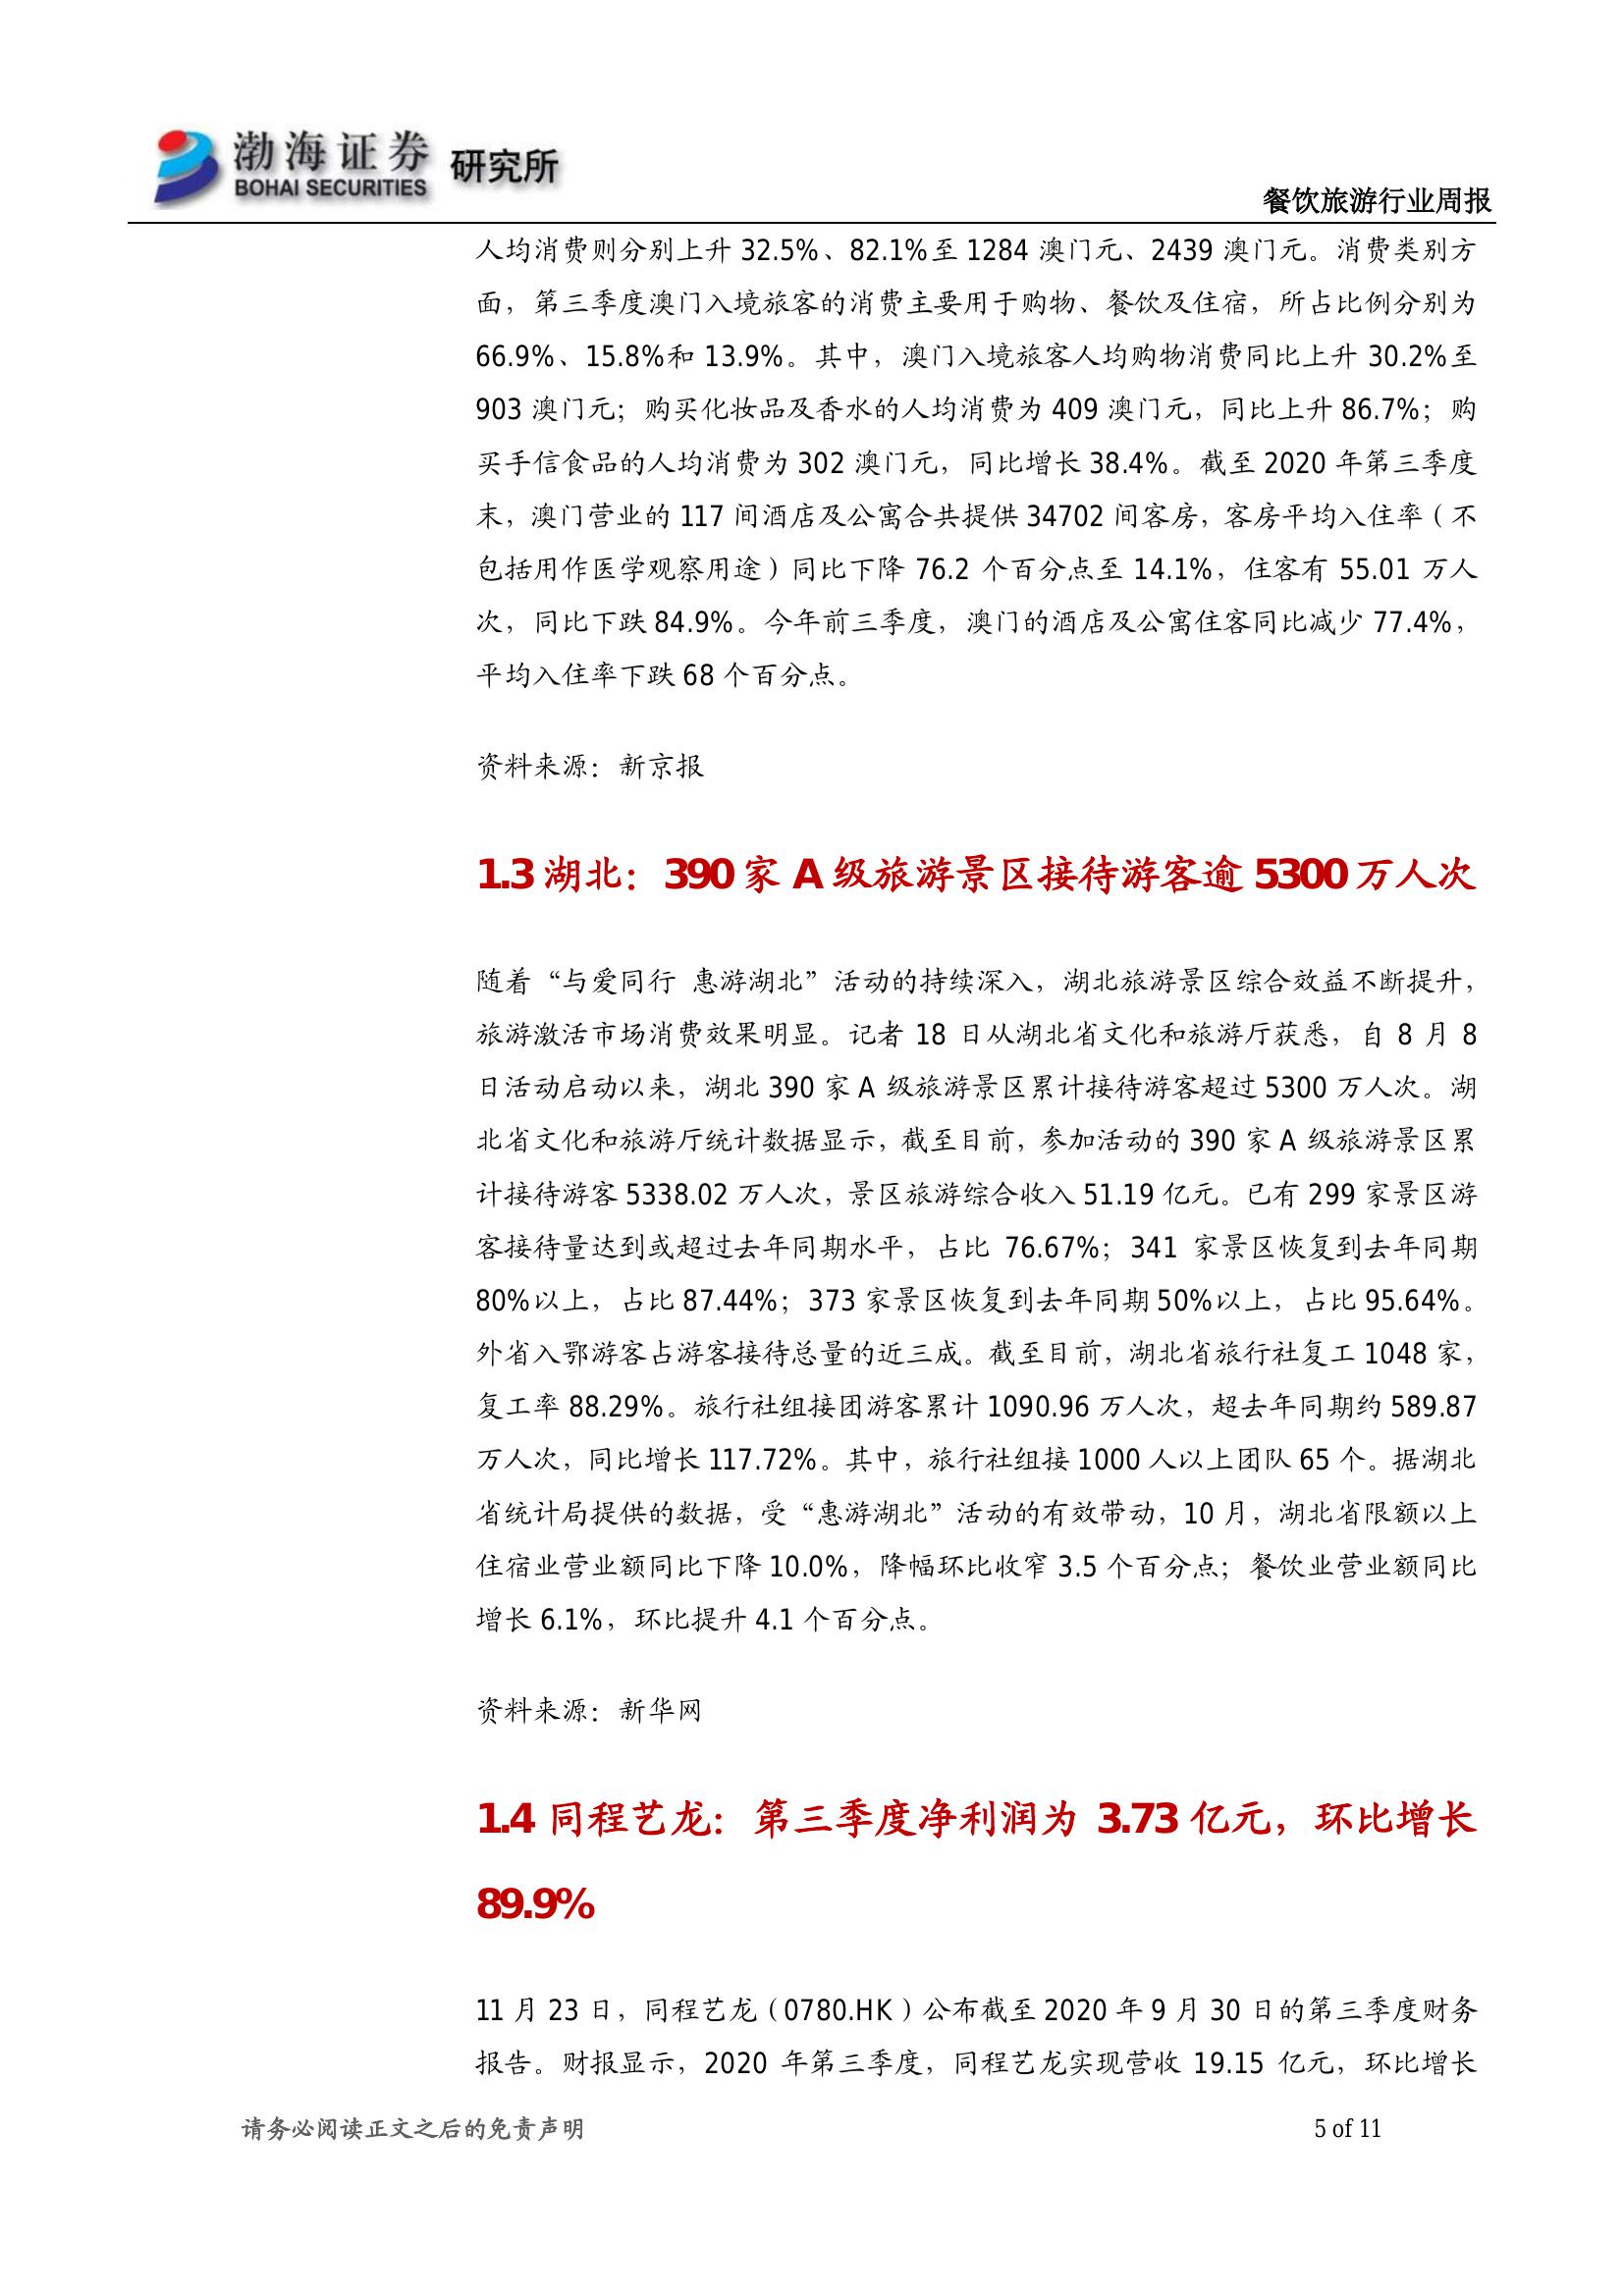 渤海证券 研究所
BOHAI SECURITIES
餐饮旅游行业周报
人均消费则分别上升 32.5%、82.1%至 1284 澳门元、2439 澳门元。消费类别方
面，第三季度澳门入境旅客的消费主要用于购物、餐饮及住宿，所占比例分别为
66.9%、15.8%和 13.9%。其中，澳门入境旅客人均购物消费同比上升 30.2%至
903 澳门元；购买化妆品及香水的人均消费为 409 澳门元，同比上升 86.7%；购
买手信食品的人均消费为 302 澳门元，同比增长 38.4%。截至 2020 年第三季度
末，澳门营业的 117 间酒店及公寓合共提供 34702 间客房，客房平均入住率（不
包括用作医学观察用途）同比下降 76.2 个百分点至 14.1%，住客有 55.01 万人
次，同比下跌 84.9%。今年前三季度，澳门的酒店及公寓住客同比减少 77.4%，
平均入住率下跌 68 个百分点。
资料来源：新京报
1.3 湖北：390 家 A 级旅游景区接待游客逾 5300 万人次
随着“与爱同行 惠游湖北”活动的持续深入，湖北旅游景区综合效益不断提升，
旅游激活市场消费效果明显。记者 18 日从湖北省文化和旅游厅获悉，自 8 月 8
日活动启动以来，湖北 390 家 A 级旅游景区累计接待游客超过 5300 万人次。湖
北省文化和旅游厅统计数据显示，截至目前，参加活动的 390 家 A 级旅游景区累
计接待游客 5338.02 万人次，景区旅游综合收入 51.19 亿元。已有 299 家景区游
客接待量达到或超过去年同期水平，占比 76.67%；341 家景区恢复到去年同期
80%以上，占比 87.44%；373 家景区恢复到去年同期 50%以上，占比 95.64%。
外省入鄂游客占游客接待总量的近三成。截至目前，湖北省旅行社复工 1048 家，
复工率 88.29%。旅行社组接团游客累计 1090.96 万人次，超去年同期约 589.87
万人次，同比增长 117.72%。其中，旅行社组接 1000 人以上团队 65 个。据湖北
省统计局提供的数据，受“惠游湖北”活动的有效带动，10 月，湖北省限额以上
住宿业营业额同比下降 10.0%，降幅环比收窄 3.5 个百分点；餐饮业营业额同比
增长 6.1%，环比提升 4.1 个百分点。
资料来源：新华网
1.4 同程艺龙：第三季度净利润为 3.73 亿元，环比增长
89.9%
11 月 23 日，同程艺龙（0780.HK）公布截至 2020 年 9 月 30 日的第三季度财务
报告。财报显示，2020 年第三季度，同程艺龙实现营收 19.15 亿元，环比增长
请务必阅读正文之后的免责声明
5 of 11